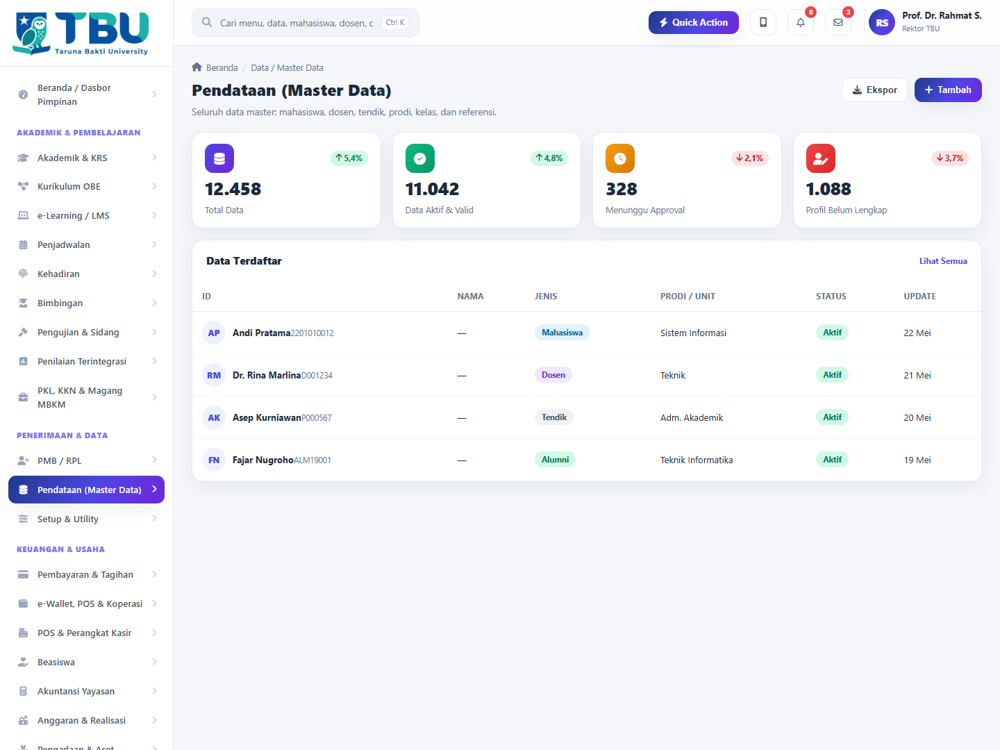 TBU
Taruna Bakti University
Cari menu, data, mahasiswa, dosen, c
Ctrl K
Quick Action
8
3
RS
Prof. Dr. Rahmat S.
Rektor TBU
Beranda / Dasbor
Pimpinan
AKADEMIK & PEMBELAJARAN
Akademik & KRS
Kurikulum OBE
e-Learning / LMS
Penjadwalan
Kehadiran
Bimbingan
Pengujian & Sidang
Penilaian Terintegrasi
PKL, KKN & Magang
MBKM
PENERIMAAN & DATA
PMB / RPL
Pendataan (Master Data)
Setup & Utility
KEUANGAN & USAHA
Pembayaran & Tagihan
e-Wallet, POS & Koperasi
POS & Perangkat Kasir
Beasiswa
Akuntansi Yayasan
Anggaran & Realisasi
Pengadaan & Aset
Beranda / Data / Master Data
Pendataan (Master Data)
Seluruh data master: mahasiswa, dosen, tendik, prodi, kelas, dan referensi.
Ekspor
Tambah
5,4%
12.458
Total Data
4,8%
11.042
Data Aktif & Valid
2,1%
328
Menunggu Approval
3,7%
1.088
Profil Belum Lengkap
Data Terdaftar
Lihat Semua
ID NAMA JENIS PRODI / UNIT STATUS UPDATE
AP Andi Pratama2201010012 — Mahasiswa Sistem Informasi Aktif 22 Mei
RM Dr. Rina MarlinaD001234 — Dosen Teknik Aktif 21 Mei
AK Asep KurniawanP000567 — Tendik Adm. Akademik Aktif 20 Mei
FN Fajar NugrohoALM19001 — Alumni Teknik Informatika Aktif 19 Mei